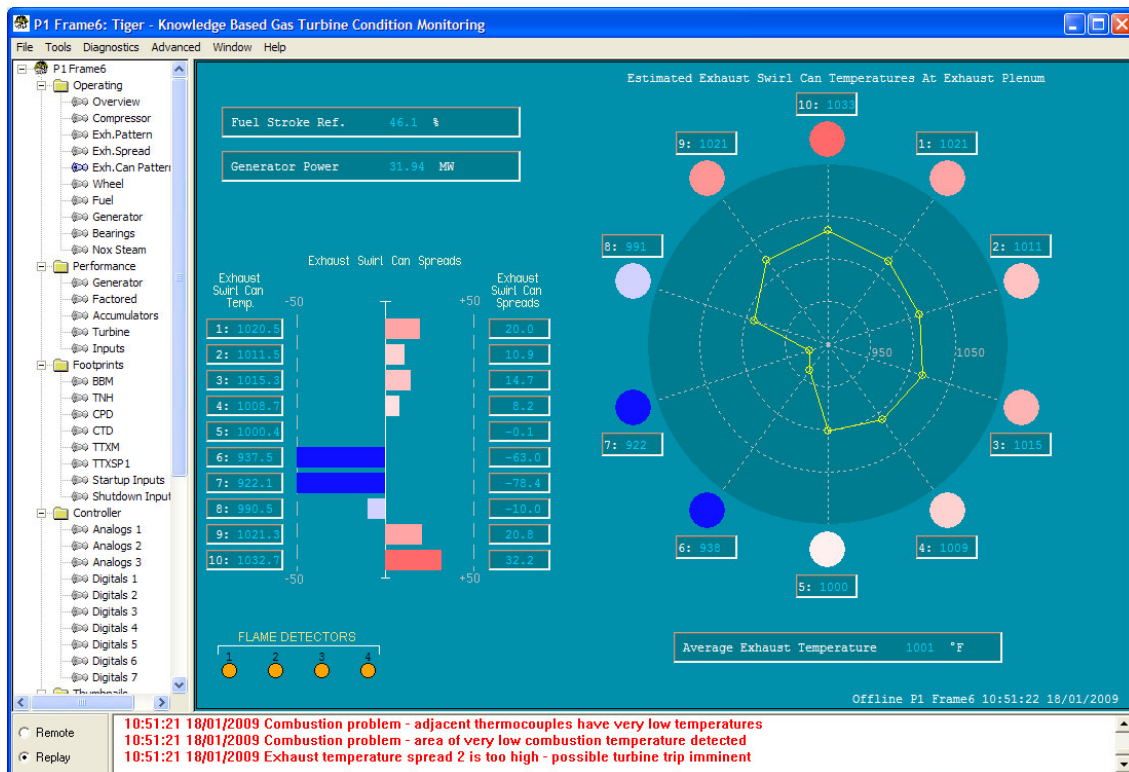 P1 Frame6: Tiger - Knowledge Based Gas Turbine Condition Monitoring
File Tools Diagnostics Advanced Window Help
P1 Frame6
Operating
Overview
Compressor
Exh.Pattern
Exh.Spread
Exh.Can Pattern
Wheel
Fuel
Generator
Bearings
Nox Steam
Performance
Generator
Factored
Accumulators
Turbine
Inputs
Footprints
BBM
TNH
CPD
CTD
TTXM
TTXSP1
Startup Inputs
Shutdown Input
Controller
Analogs 1
Analogs 2
Analogs 3
Digitals 1
Digitals 2
Digitals 3
Digitals 4
Digitals 5
Digitals 6
Digitals 7
Thumbnails
Fuel Stroke Ref. 46.1 %
Generator Power 31.94 MW
Exhaust Swirl Can Spreads
Exhaust
Swirl Can
Temp.
-50
+50
Exhaust
Swirl Can
Spreads
1: 1020.5 20.0
2: 1011.5 10.9
3: 1015.3 14.7
4: 1008.7 8.2
5: 1000.4 -0.1
6: 937.5 -63.0
7: 922.1 -78.4
8: 990.5 -10.0
9: 1021.3 20.8
10: 1032.7 32.2
-50
+50
FLAME DETECTORS
1 2 3 4
Estimated Exhaust Swirl Can Temperatures At Exhaust Plenum
10: 1033
9: 1021
1: 1021
8: 991
2: 1011
950 1050
7: 922
3: 1015
6: 938
4: 1009
5: 1000
Average Exhaust Temperature 1001 °F
Offline P1 Frame6 10:51:22 18/01/2009
Remote
Replay
10:51:21 18/01/2009 Combustion problem - adjacent thermocouples have very low temperatures
10:51:21 18/01/2009 Combustion problem - area of very low combustion temperature detected
10:51:21 18/01/2009 Exhaust temperature spread 2 is too high - possible turbine trip imminent